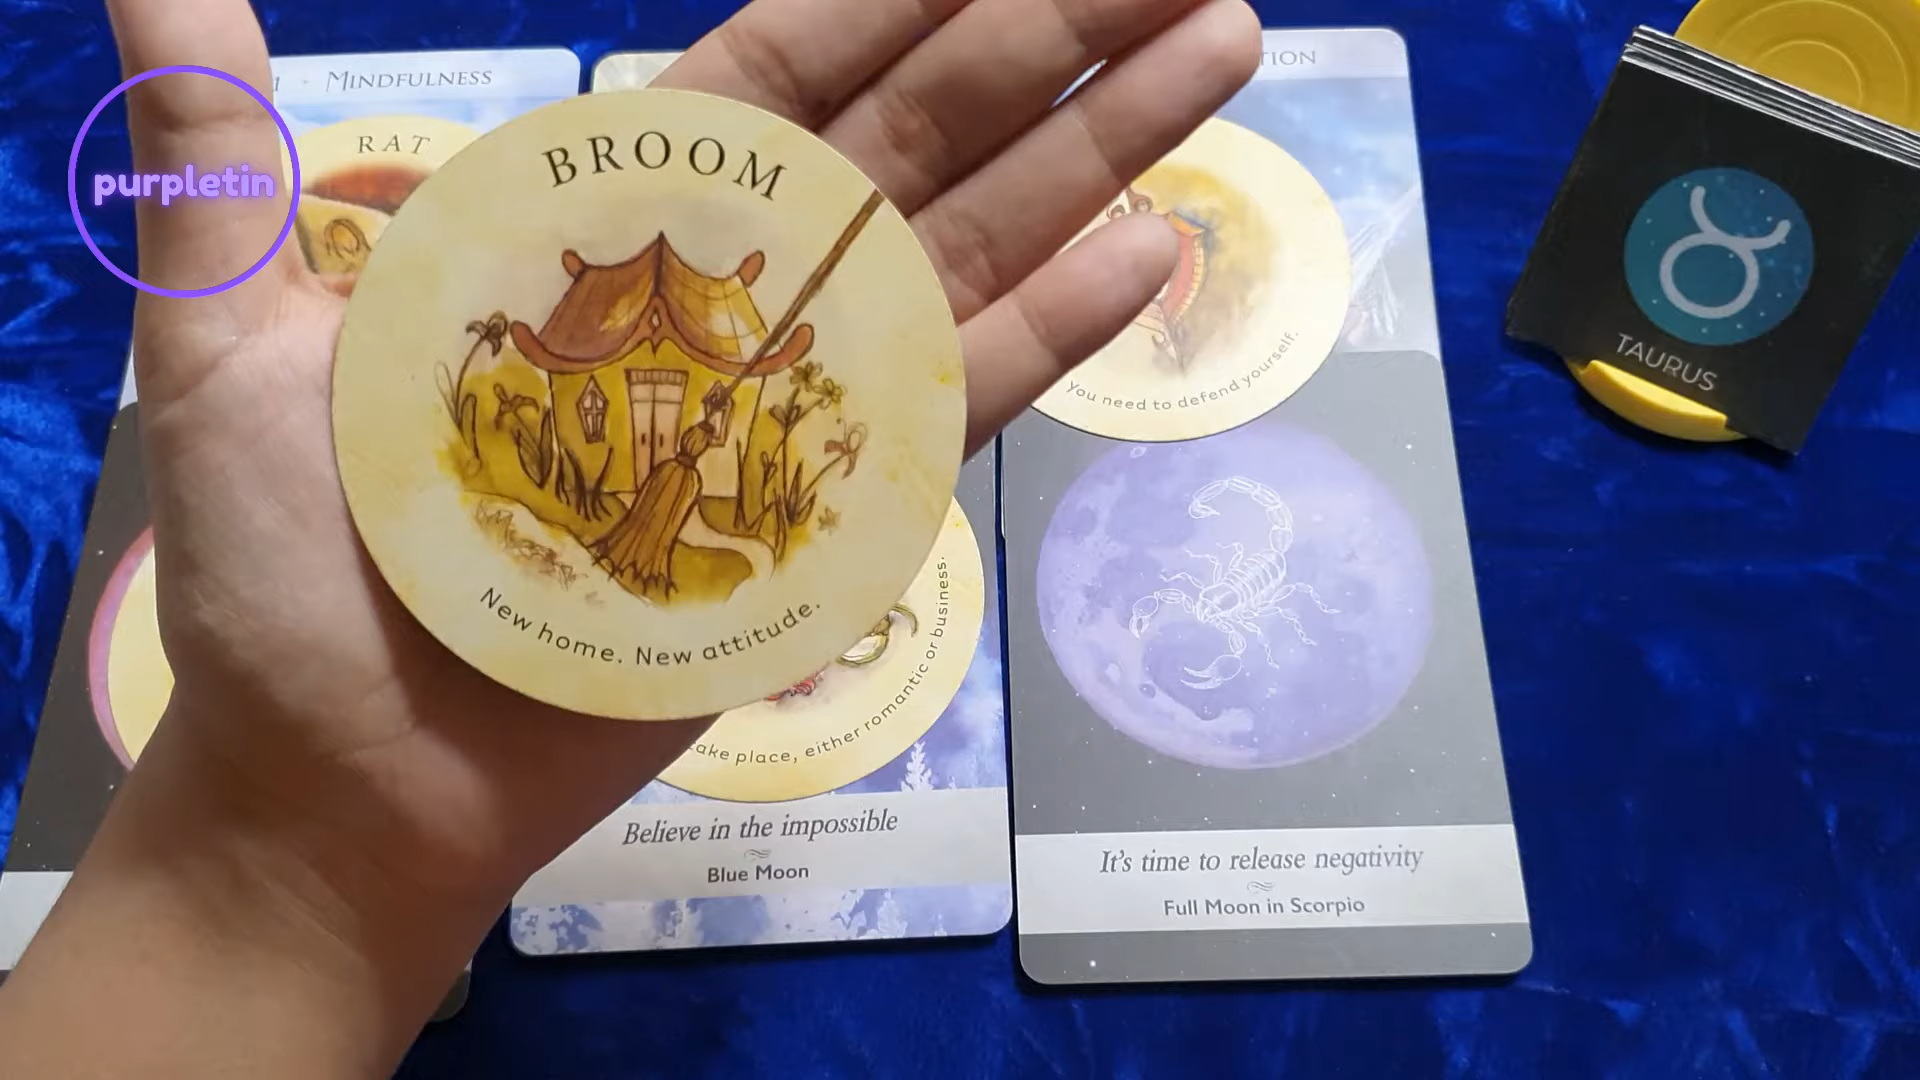 MINDFULNESS
TION
RAT
purpletin
BROOM
New home. New attitude.
You need to defend yourself.
TAURUS
take place, either romantic or business.
Believe in the impossible
Blue Moon
It's time to release negativity
Full Moon in Scorpio